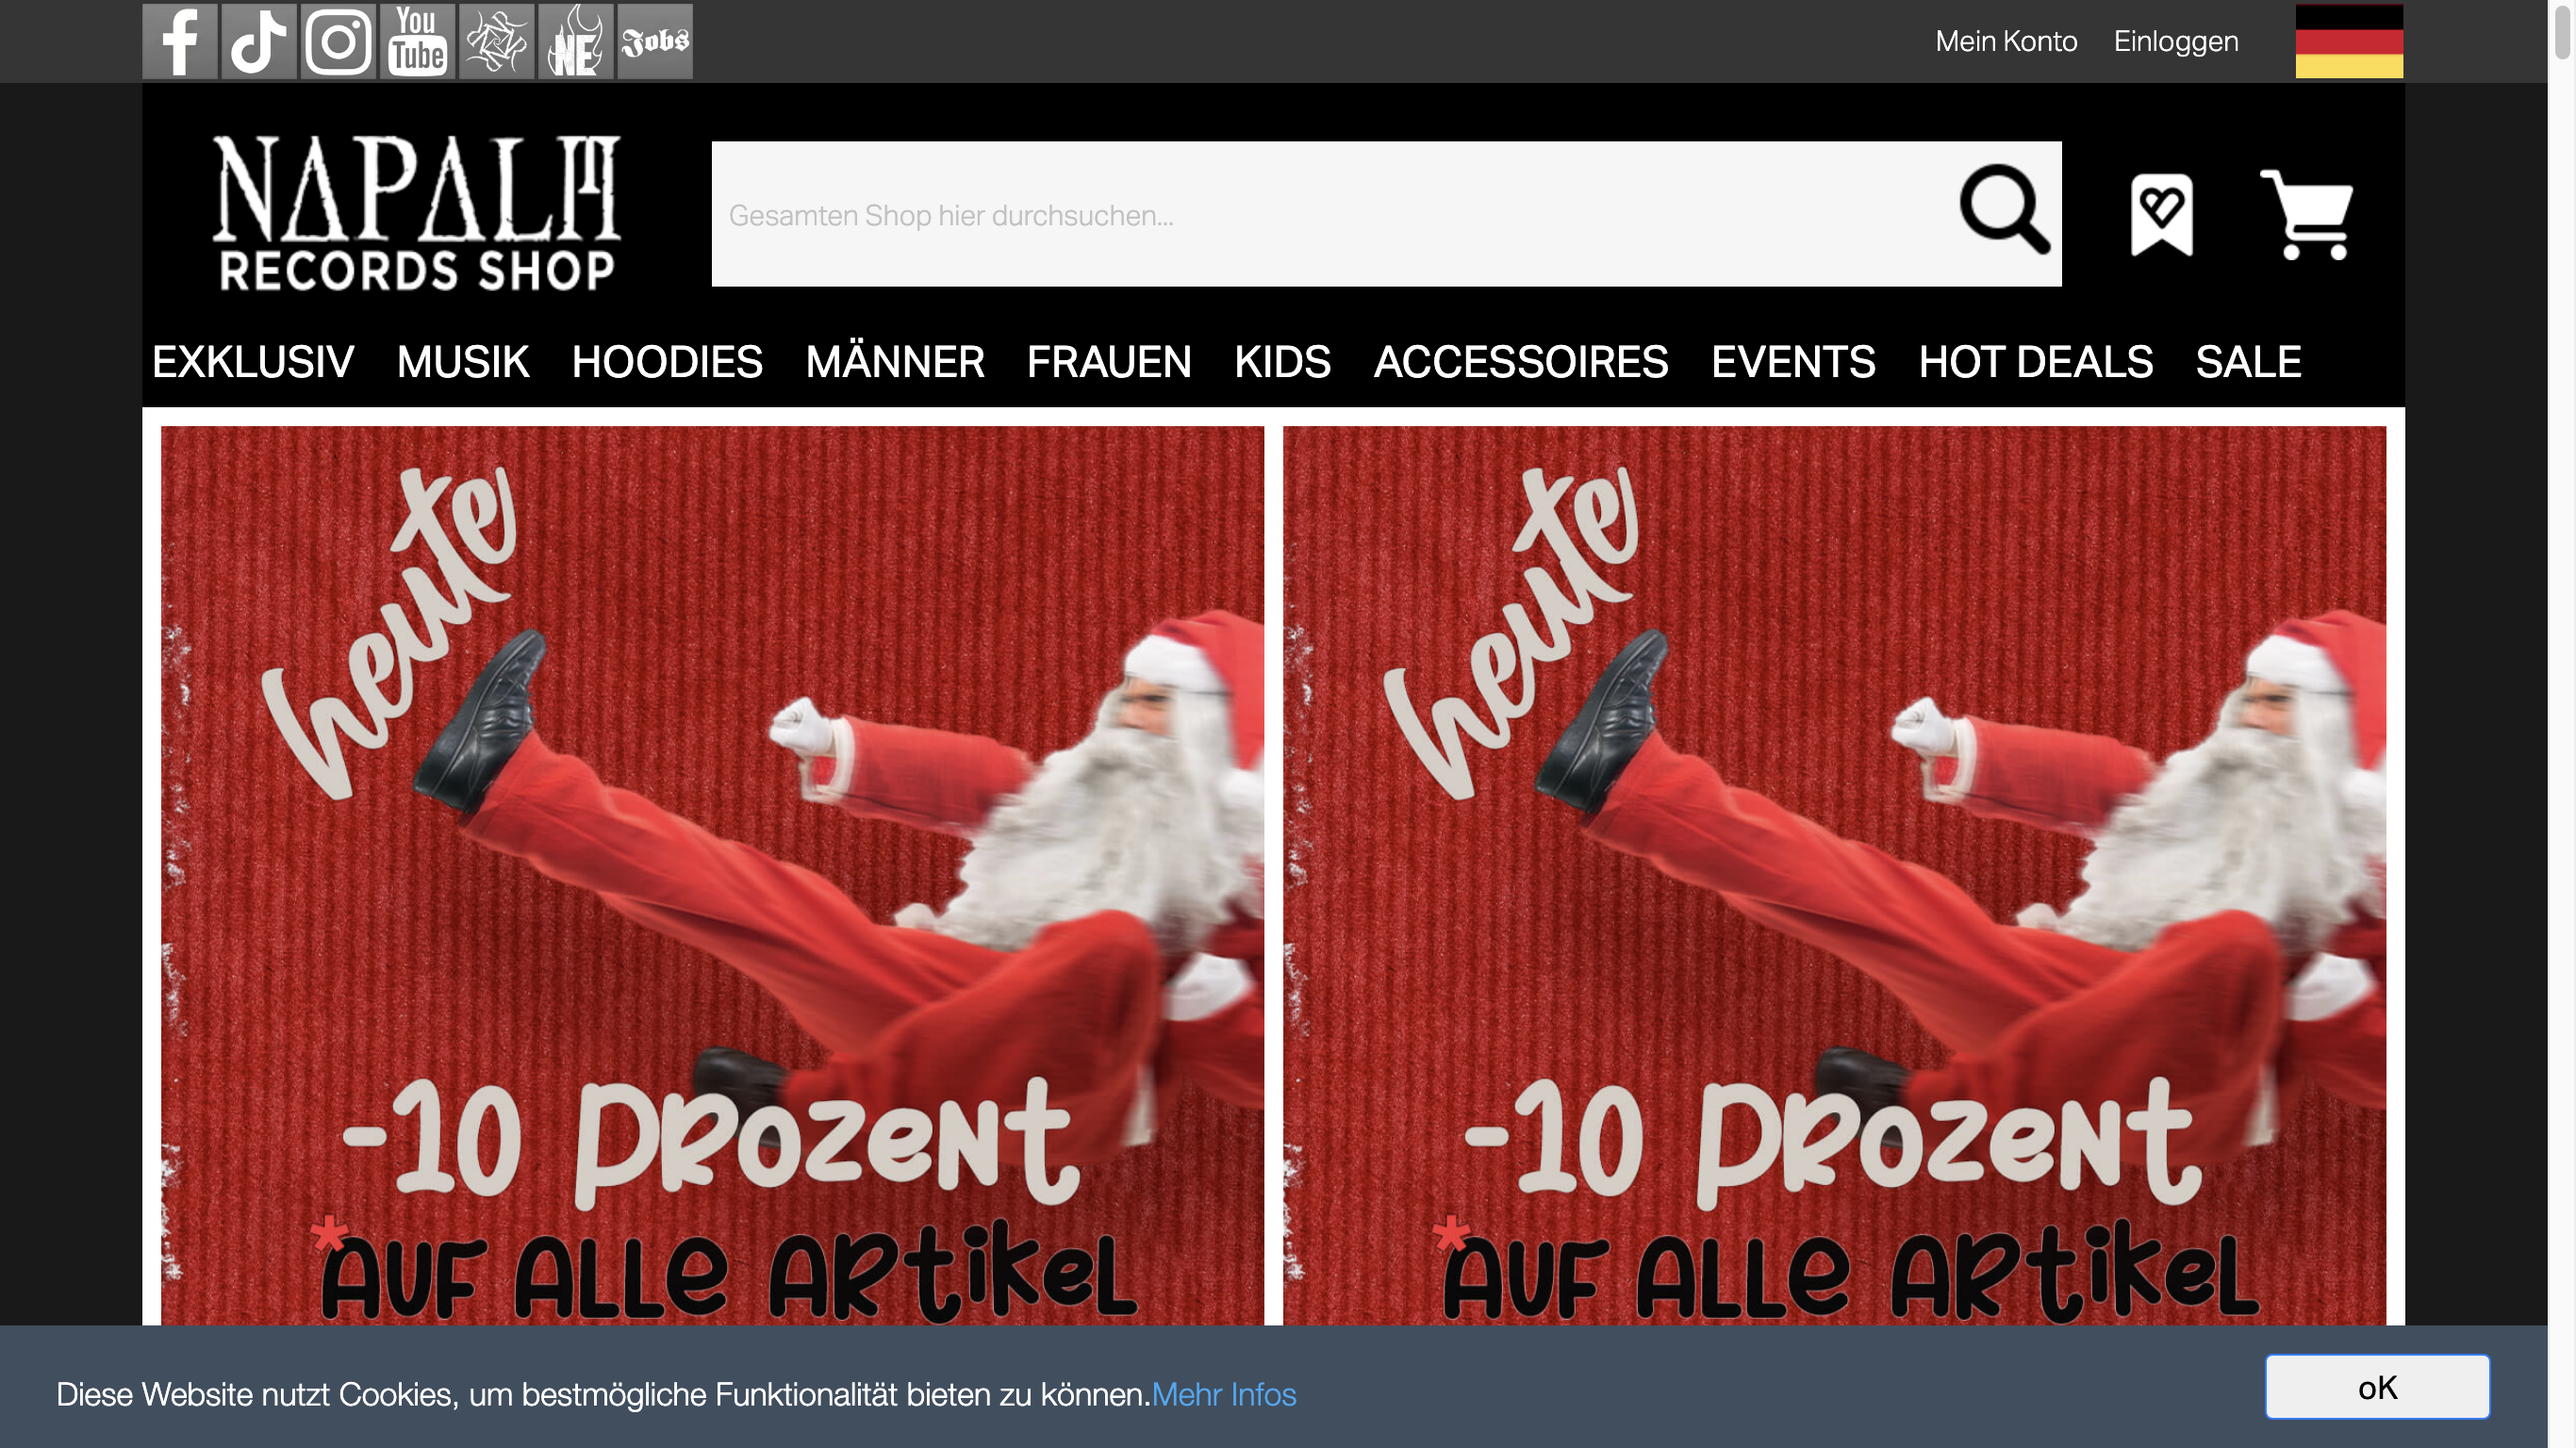 You
Tube
NE
Jobs
Mein Konto Einloggen
NAPALM
RECORDS SHOP
Gesamten Shop hier durchsuchen...
EXKLUSIV MUSIK HOODIES MÄNNER FRAUEN KIDS ACCESSOIRES EVENTS HOT DEALS SALE
heute
-10 PROZENT
*AUF ALLE ARTIKEL
heute
-10 PROZENT
*AUF ALLE ARTIKEL
Diese Website nutzt Cookies, um bestmögliche Funktionalität bieten zu können.Mehr Infos
oK